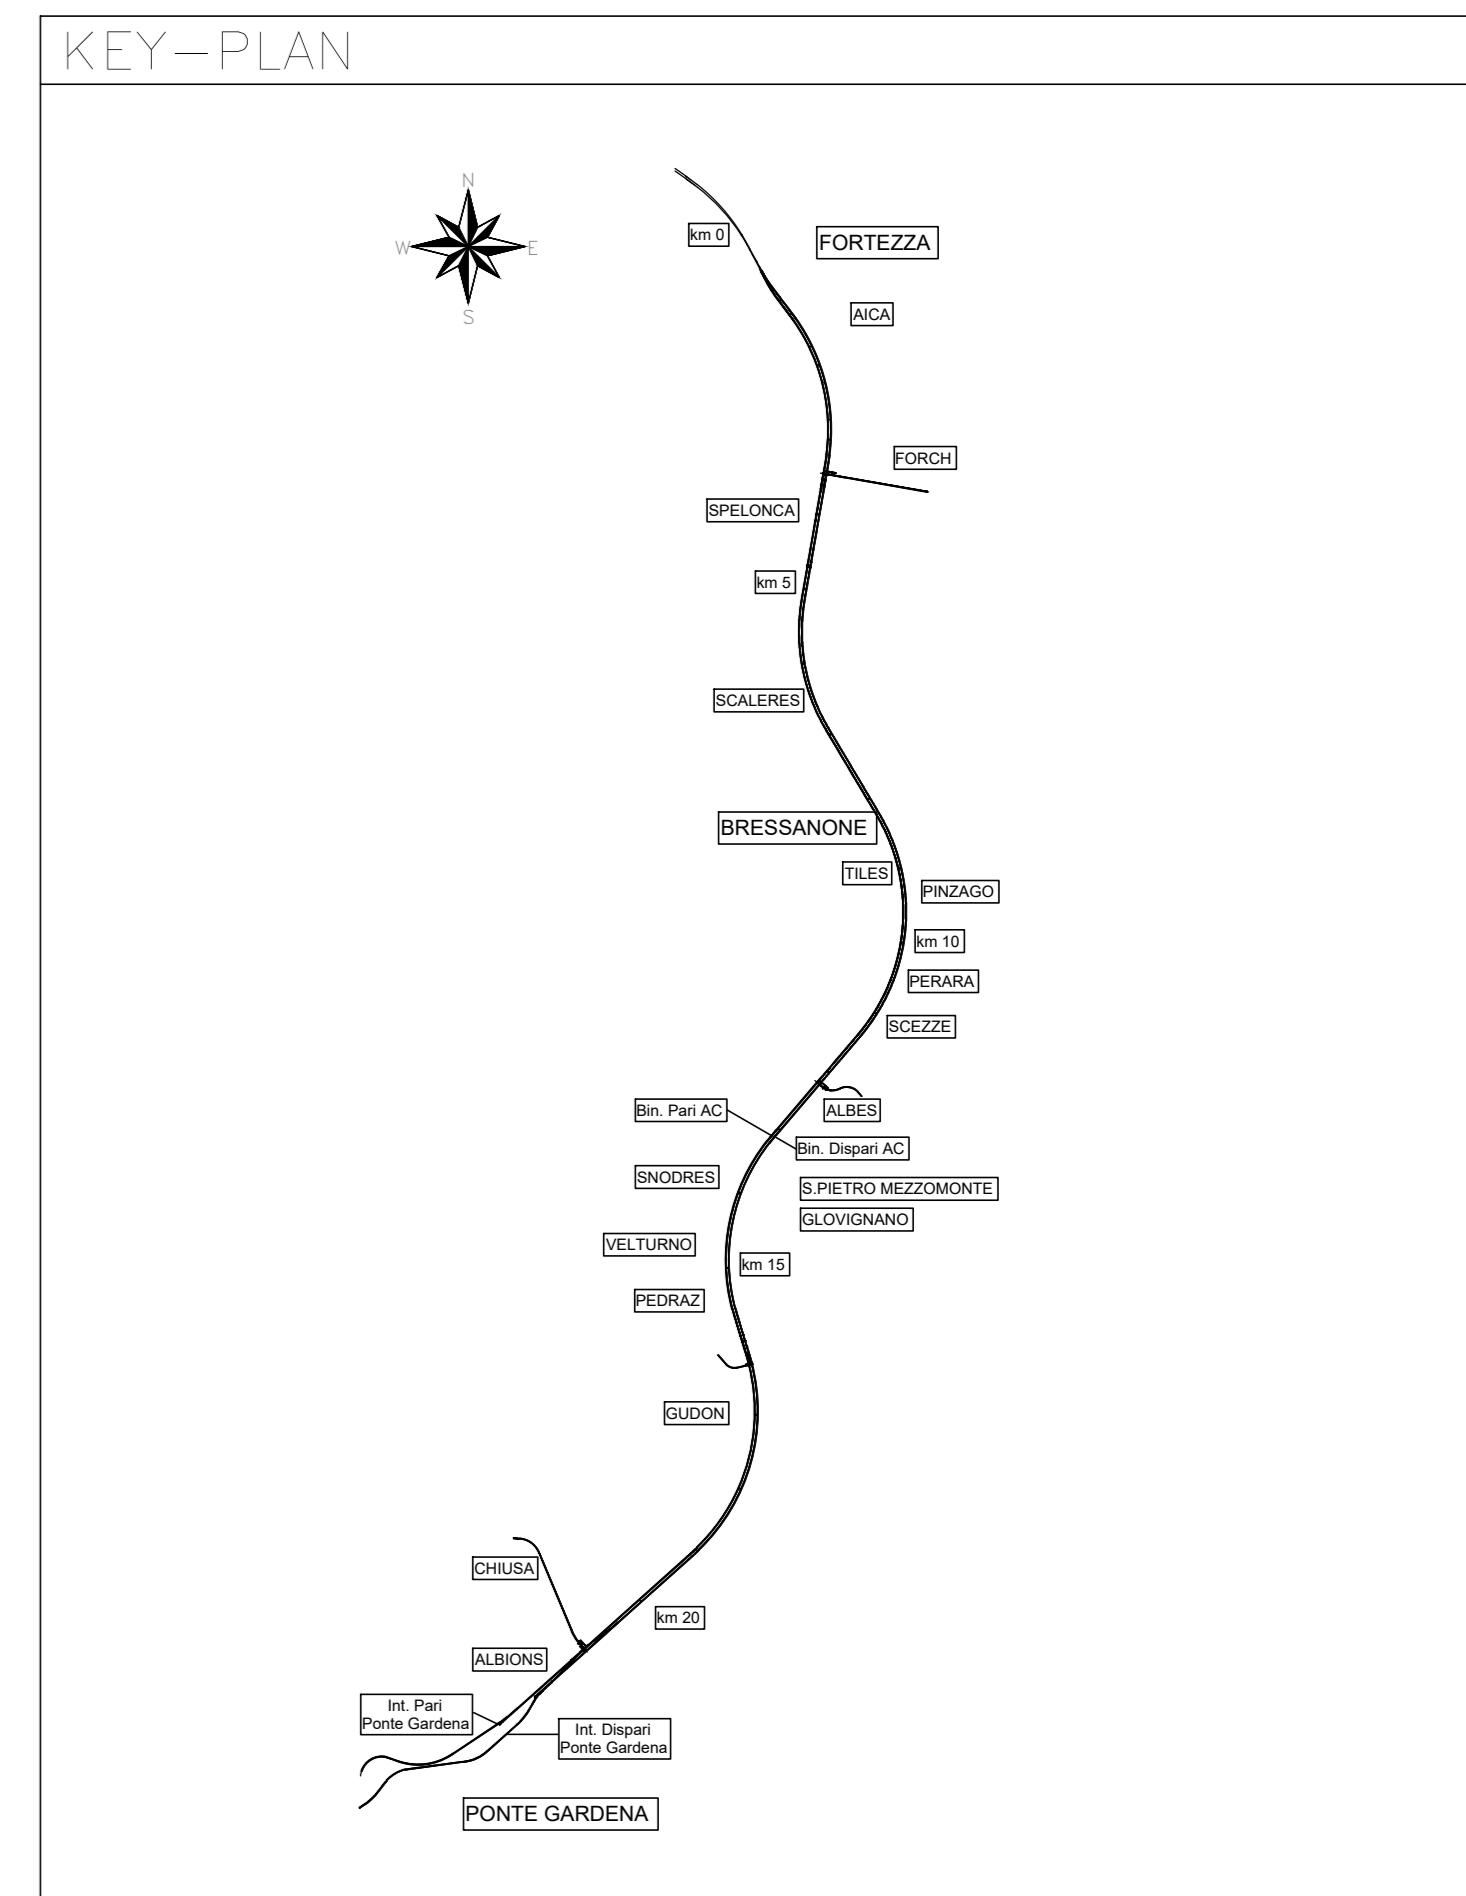 KEY-PLAN
N
W
E
S
km 0
FORTEZZA
AICA
FORCH
SPELONCA
km 5
SCALERES
BRESSANONE
TILES
PINZAGO
km 10
PERARA
SCEZZE
Bin. Pari AC
ALBES
Bin. Dispari AC
SNODRES
S.PIETRO MEZZOMONTE
GLOVIGNANO
VELTURNO
km 15
PEDRAZ
GUDON
CHIUSA
km 20
ALBIONS
Int. Pari
Ponte Gardena
Int. Dispari
Ponte Gardena
PONTE GARDENA